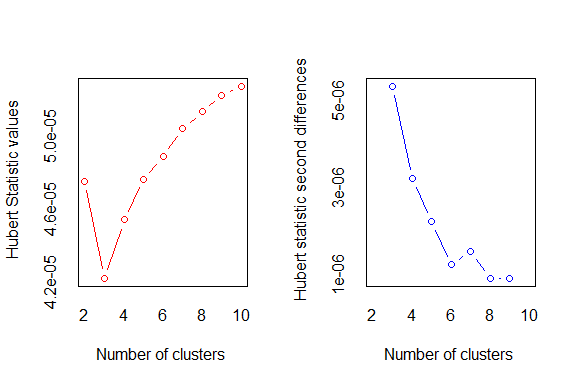 Hubert Statistic values
4.2e-05 4.6e-05 5.0e-05
2 4 6 8 10
Number of clusters
Hubert statistic second differences
1e-06 3e-06 5e-06
2 4 6 8 10
Number of clusters